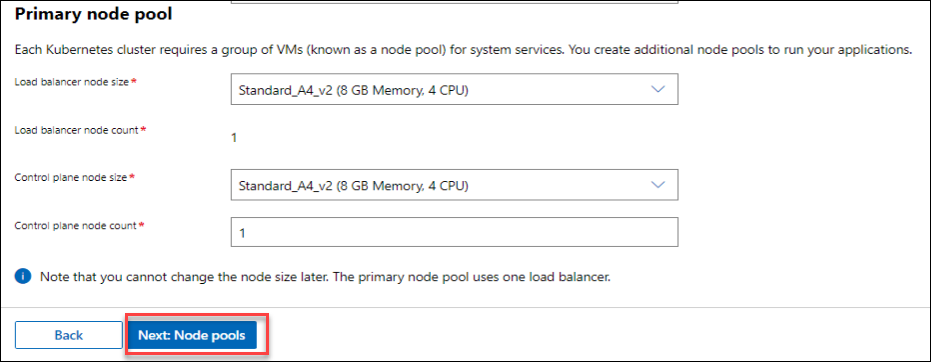 Primary node pool
Each Kubernetes cluster requires a group of VMs (known as a node pool) for system services. You create additional node pools to run your applications.
Load balancer node size *
Standard_A4_v2 (8 GB Memory, 4 CPU)
Load balancer node count *
1
Control plane node size *
Standard_A4_v2 (8 GB Memory, 4 CPU)
Control plane node count *
1
Note that you cannot change the node size later. The primary node pool uses one load balancer.
Back
Next: Node pools